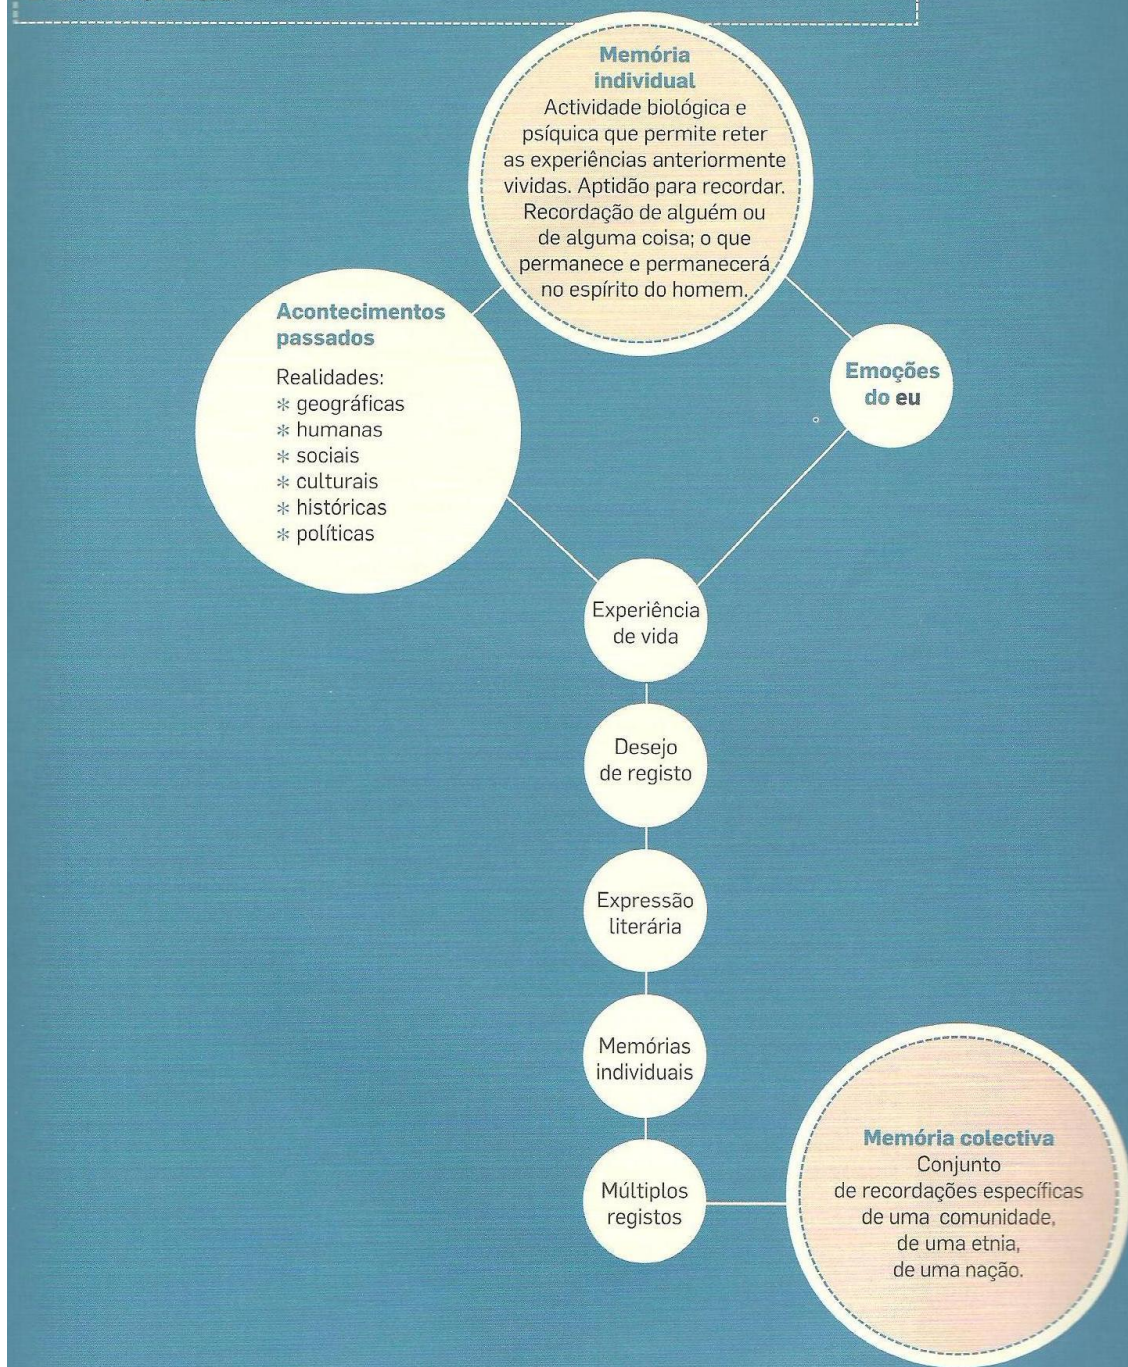 Memória
individual
Actividade biológica e
psíquica que permite reter
as experiências anteriormente
vividas. Aptidão para recordar.
Recordação de alguém ou
de alguma coisa; o que
permanece e permanecerá
no espírito do homem.
Acontecimentos
passados
Realidades:
* geográficas
* humanas
* sociais
* culturais
* históricas
* políticas
Emoções
do eu
Experiência
de vida
Desejo
de registo
Expressão
literária
Memórias
individuais
Múltiplos
registos
Memória colectiva
Conjunto
de recordações específicas
de uma comunidade,
de uma etnia,
de uma nação.